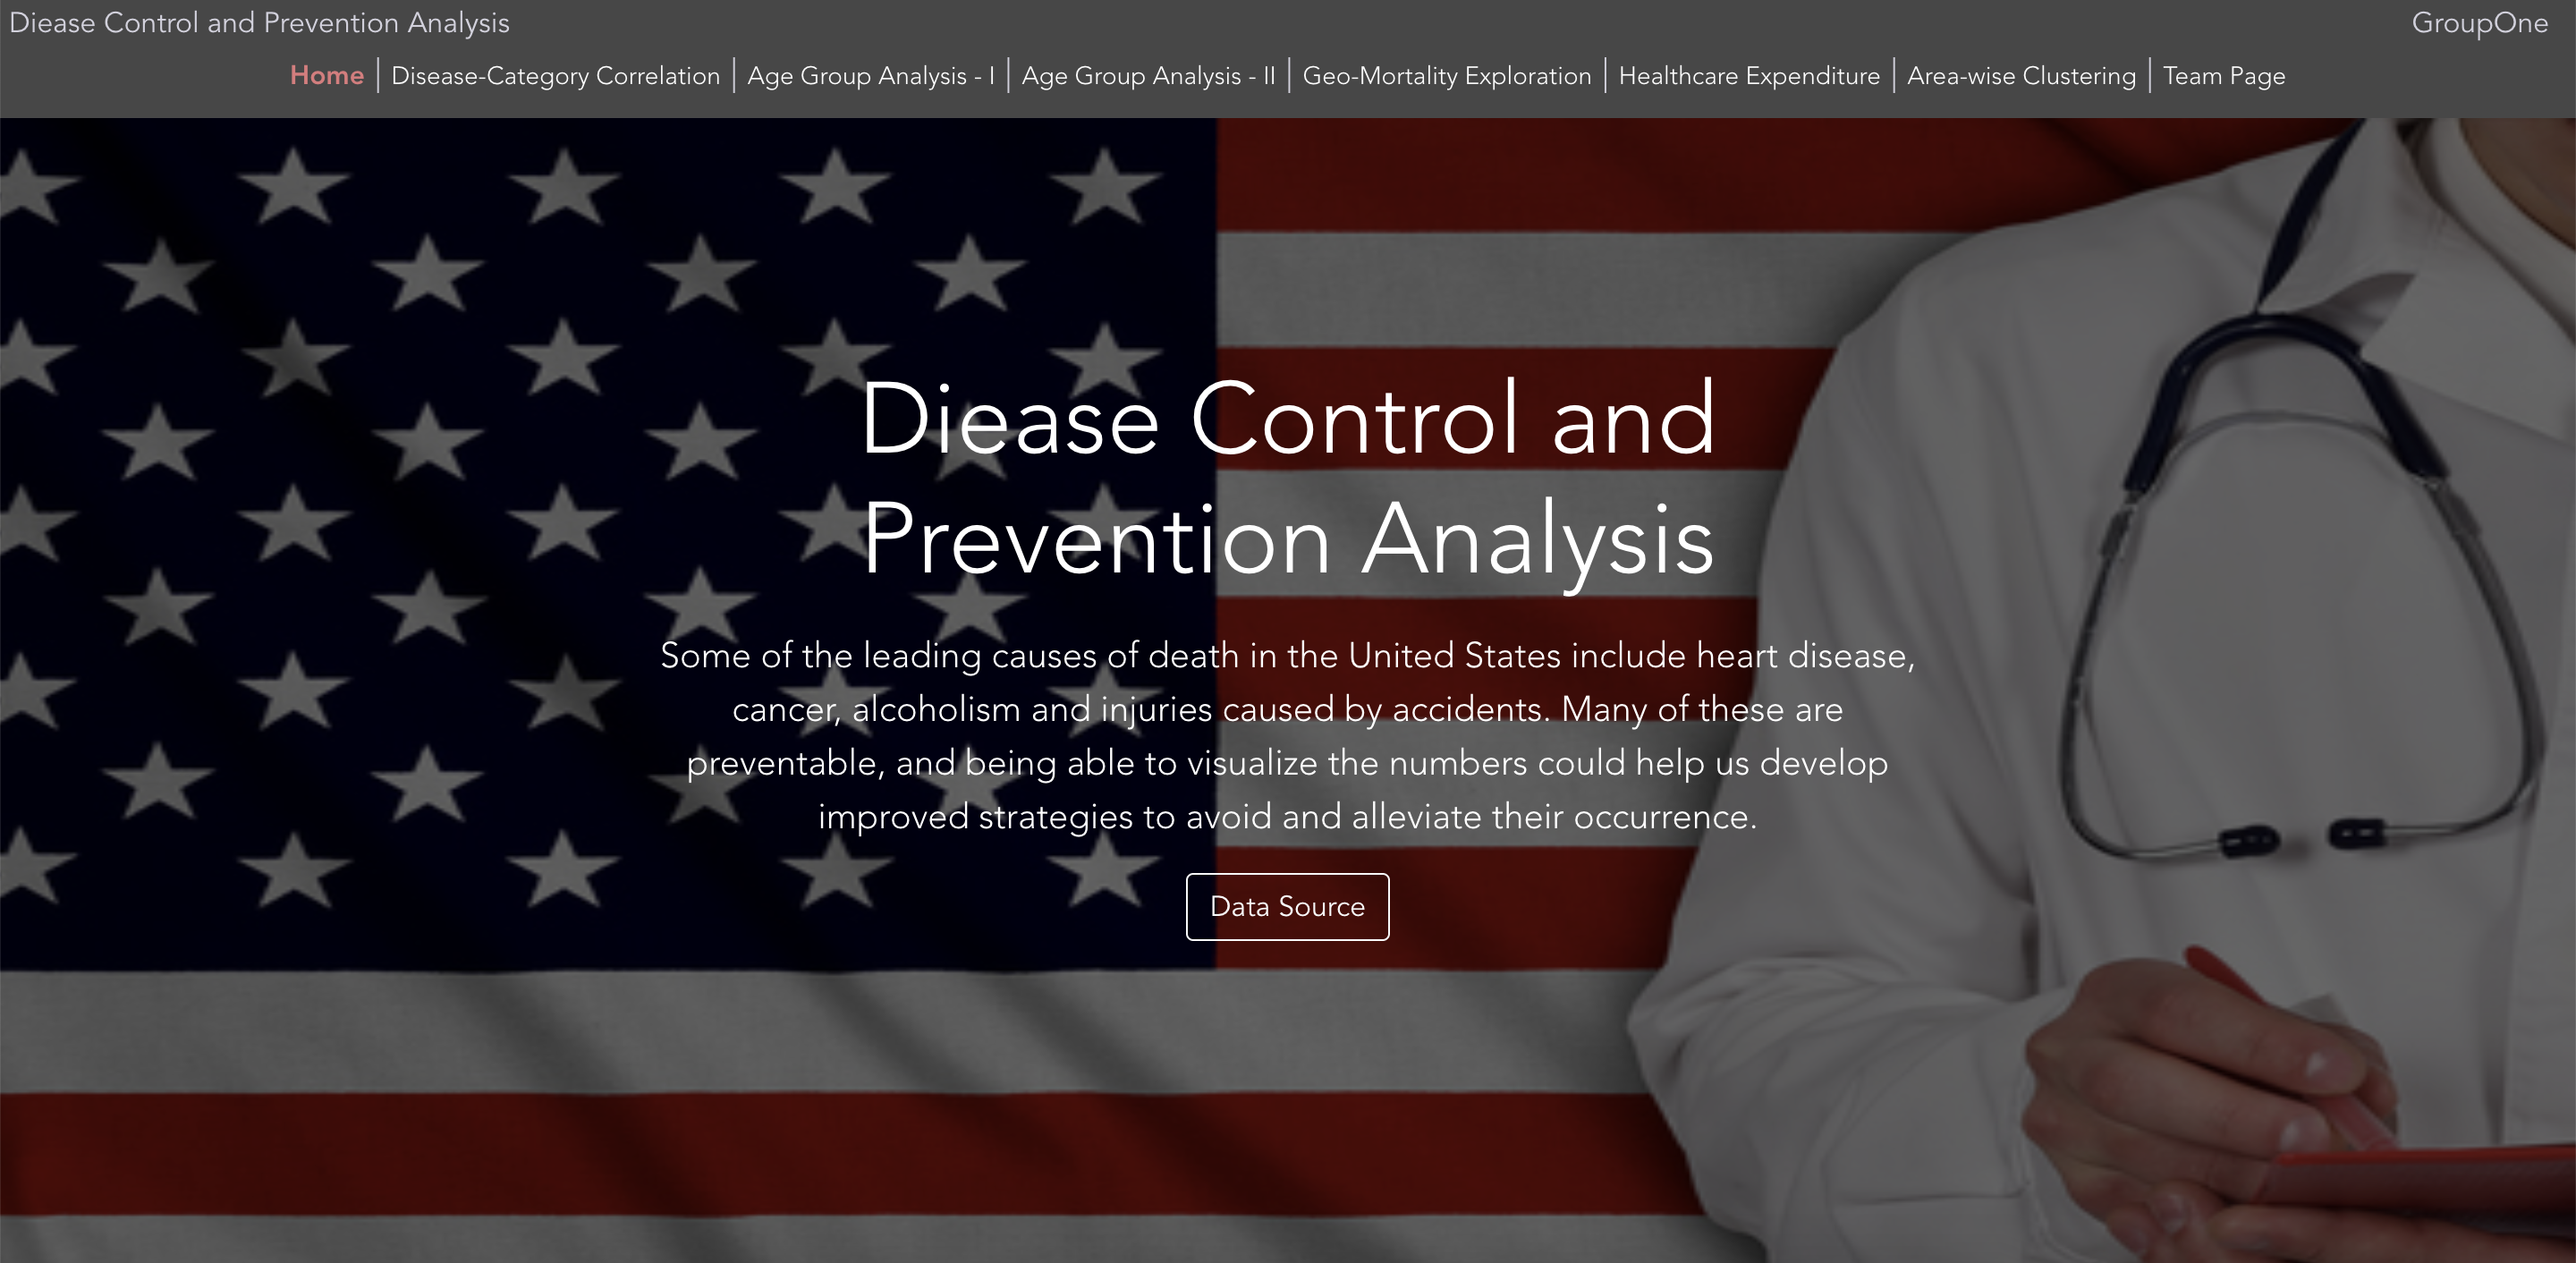 Diease Control and Prevention Analysis
GroupOne
Home
Disease-Category Correlation
Age Group Analysis - I
Age Group Analysis - II
Geo-Mortality Exploration
Healthcare Expenditure
Area-wise Clustering
Team Page
Diease Control and
Prevention Analysis
Some of the leading causes of death in the United States include heart disease,
cancer, alcoholism and injuries caused by accidents. Many of these are
preventable, and being able to visualize the numbers could help us develop
improved strategies to avoid and alleviate their occurrence.
Data Source